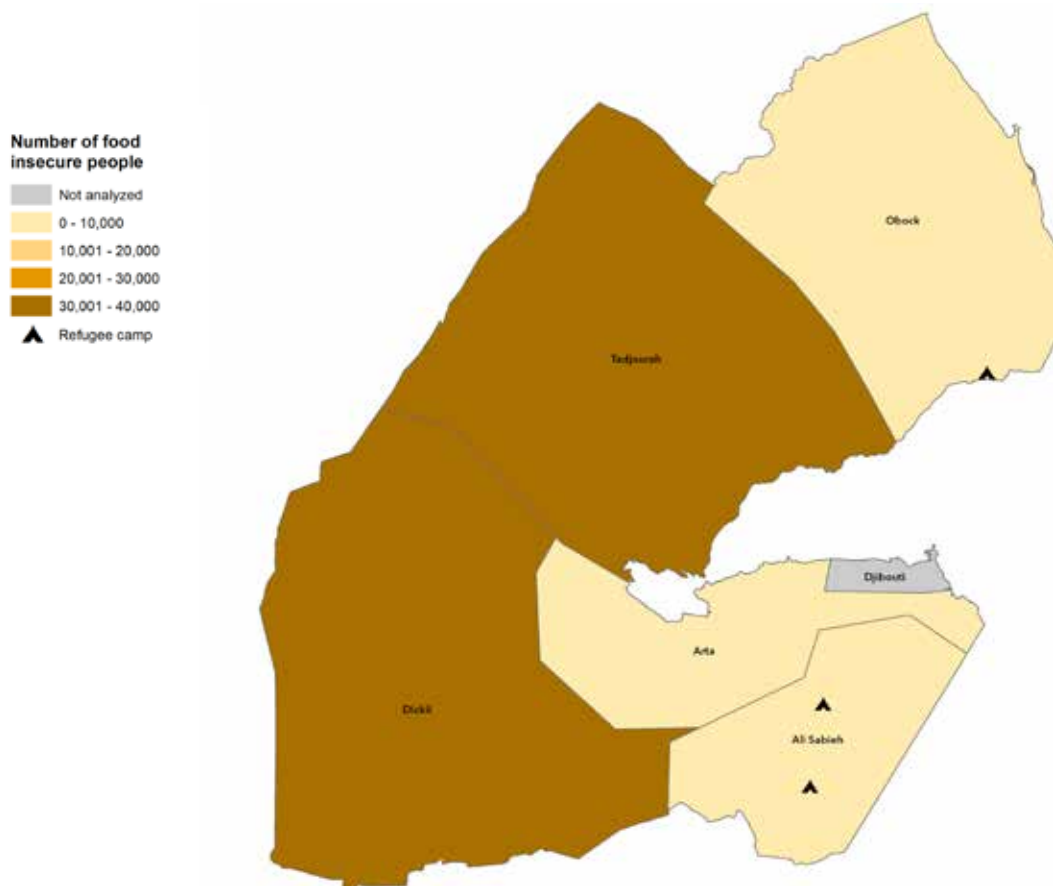 Number of food
insecure people
Not analyzed
0 - 10,000
10,001 - 20,000
20,001 - 30,000
30,001 - 40,000
Refugee camp
Obock
Tadjourah
Djibouti
Arta
Dickil
Ali Sabieh